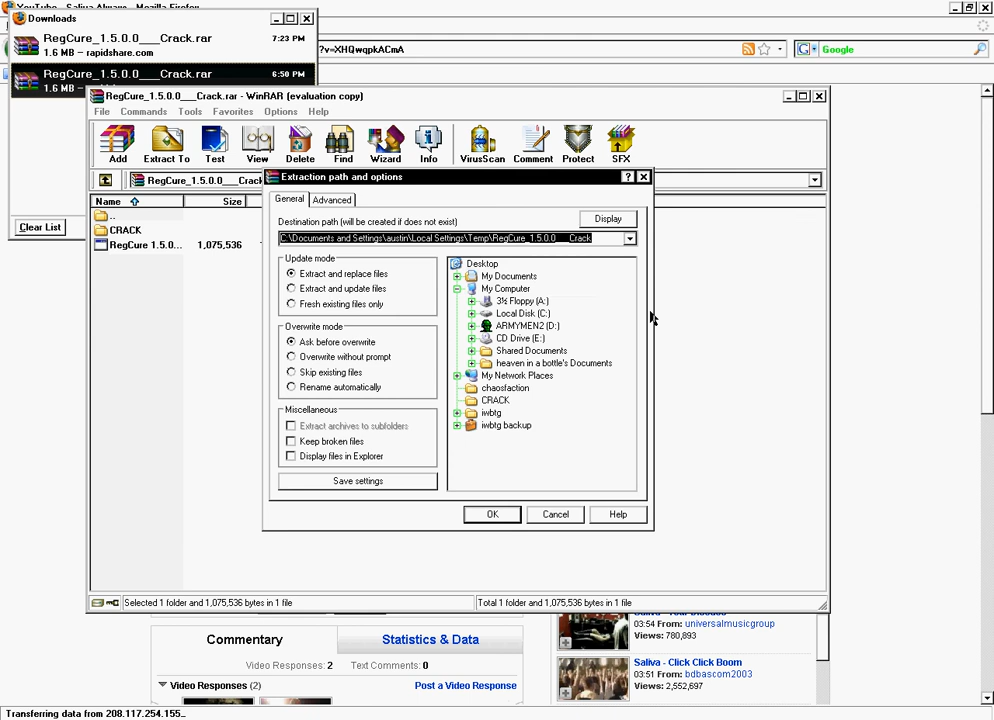 YouTube - Saliva Always - Mozilla Firefox
Downloads
RegCure_1.5.0.0___Crack.rar
7:23 PM
1.6 MB — rapidshare.com
RegCure_1.5.0.0___Crack.rar
6:50 PM
1.6 MB —
?v=XHQwqpkACmA
Google
Clear List
RegCure_1.5.0.0___Crack.rar - WinRAR (evaluation copy)
File Commands Tools Favorites Options Help
Add Extract To Test View Delete Find Wizard Info VirusScan Comment Protect SFX
RegCure_1.5.0.0___Crack
Name Size
..
CRACK
RegCure 1.5.0... 1,075,536
Extraction path and options
General Advanced
Destination path (will be created if does not exist)
Display
C:\Documents and Settings\austin\Local Settings\Temp\RegCure_1.5.0.0___Crack
Update mode
Extract and replace files
Extract and update files
Fresh existing files only
Overwrite mode
Ask before overwrite
Overwrite without prompt
Skip existing files
Rename automatically
Miscellaneous
Extract archives to subfolders
Keep broken files
Display files in Explorer
Save settings
Desktop
My Documents
My Computer
3½ Floppy (A:)
Local Disk (C:)
ARMYMEN2 (D:)
CD Drive (E:)
Shared Documents
heaven in a bottle's Documents
My Network Places
chaosfaction
CRACK
iwbtg
iwbtg backup
OK Cancel Help
Selected 1 folder and 1,075,536 bytes in 1 file
Total 1 folder and 1,075,536 bytes in 1 file
Commentary Statistics & Data
Video Responses: 2 Text Comments: 0
Video Responses (2) Post a Video Response
Saliva - Your Disease
03:54 From: universalmusicgroup
Views: 780,893
Saliva - Click Click Boom
03:51 From: bdbascom2003
Views: 2,552,697
Transferring data from 208.117.254.155...